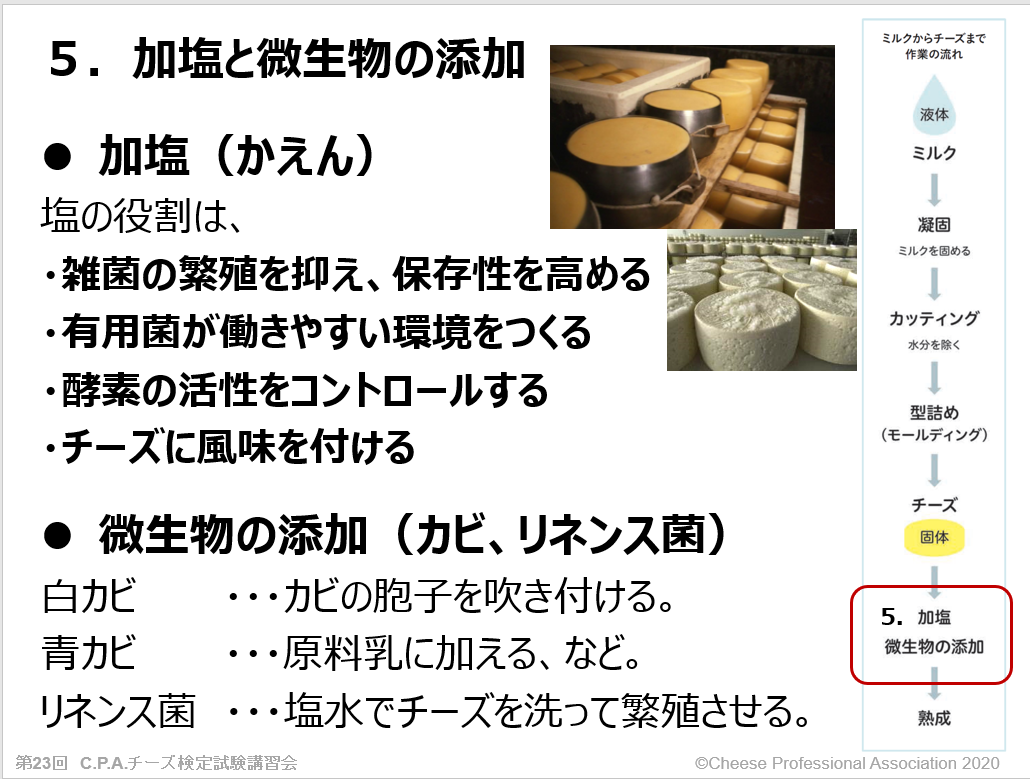 ５．加塩と微生物の添加
● 加塩（かえん）
塩の役割は、
・雑菌の繁殖を抑え、保存性を高める
・有用菌が働きやすい環境をつくる
・酵素の活性をコントロールする
・チーズに風味を付ける
● 微生物の添加（カビ、リネンス菌）
白カビ ・・・カビの胞子を吹き付ける。
青カビ ・・・原料乳に加える、など。
リネンス菌 ・・・塩水でチーズを洗って繁殖させる。
ミルクからチーズまで
作業の流れ
液体
ミルク
凝固
ミルクを固める
カッティング
水分を除く
型詰め
（モールディング）
チーズ
固体
5. 加塩
微生物の添加
熟成
第23回 C.P.A.チーズ検定試験講習会
©Cheese Professional Association 2020